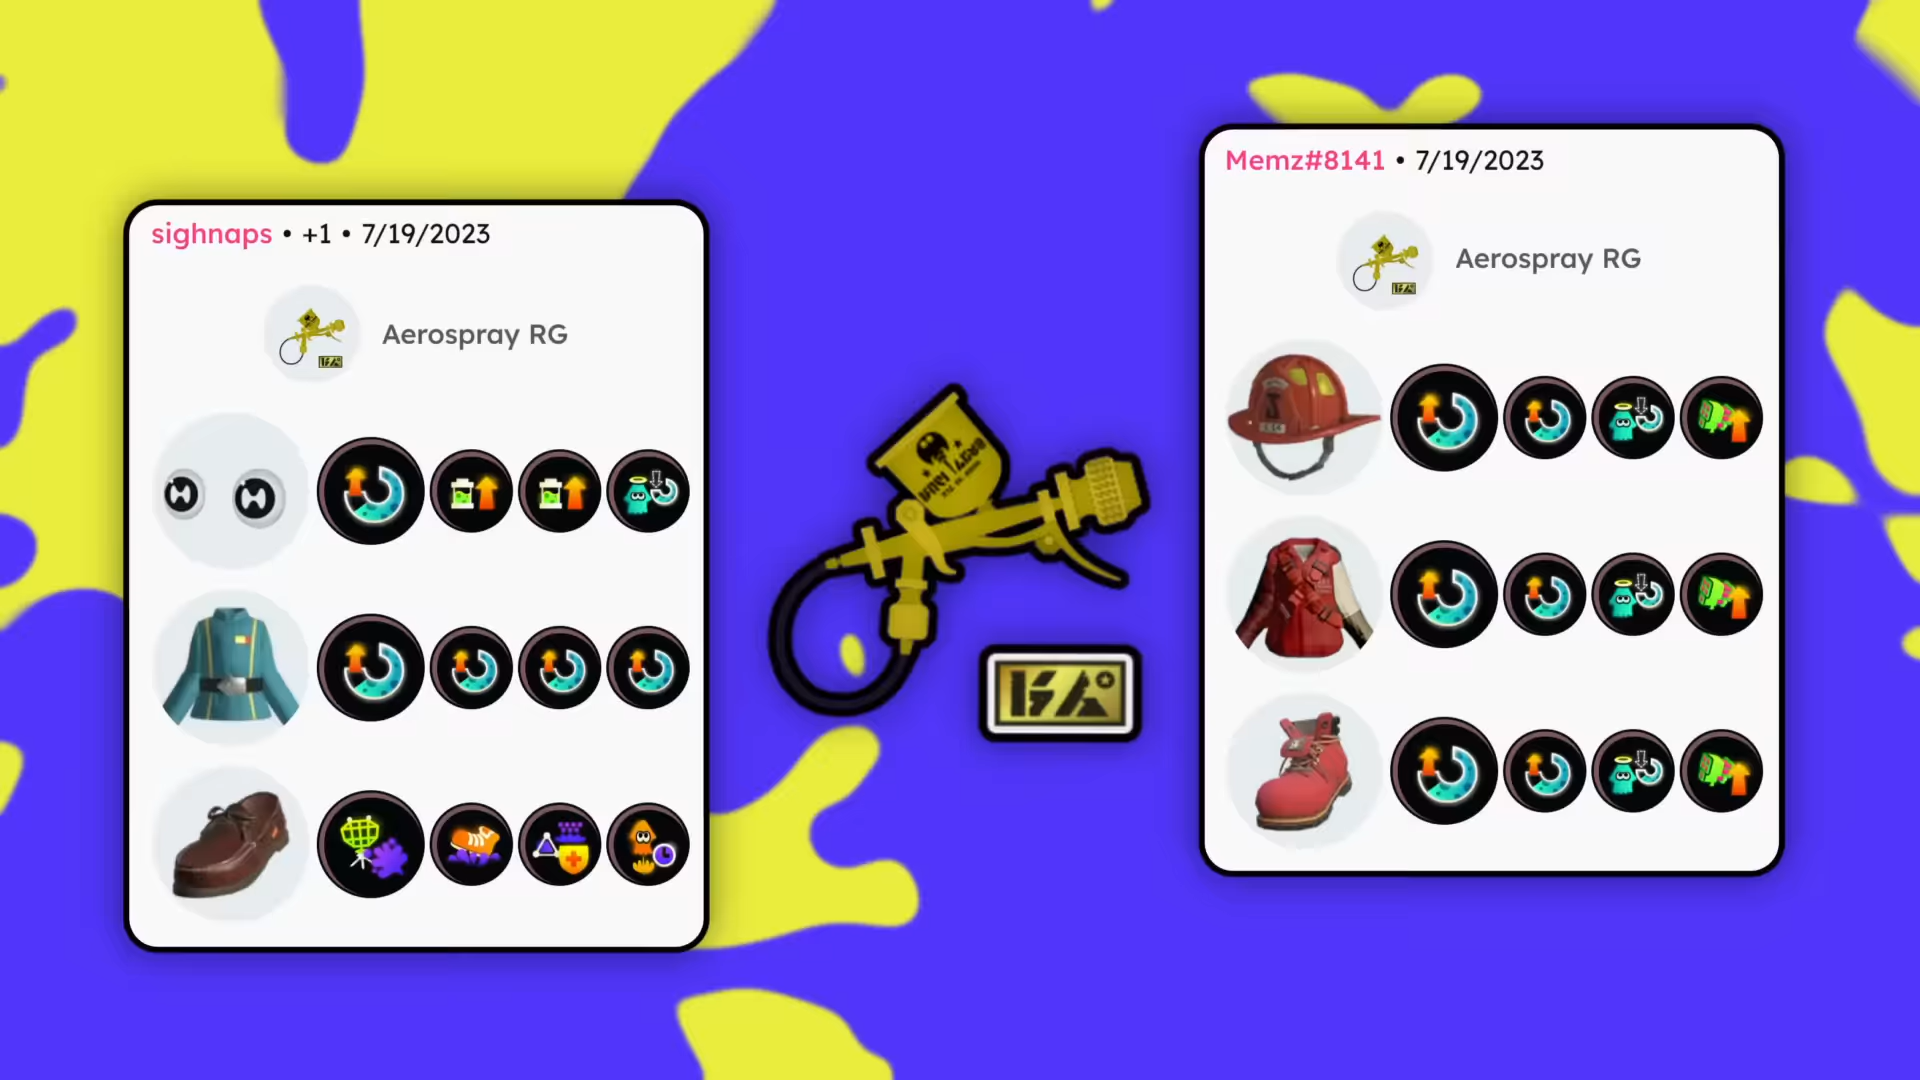 sighnaps • +1 • 7/19/2023
Aerospray RG
Memz#8141 • 7/19/2023
Aerospray RG